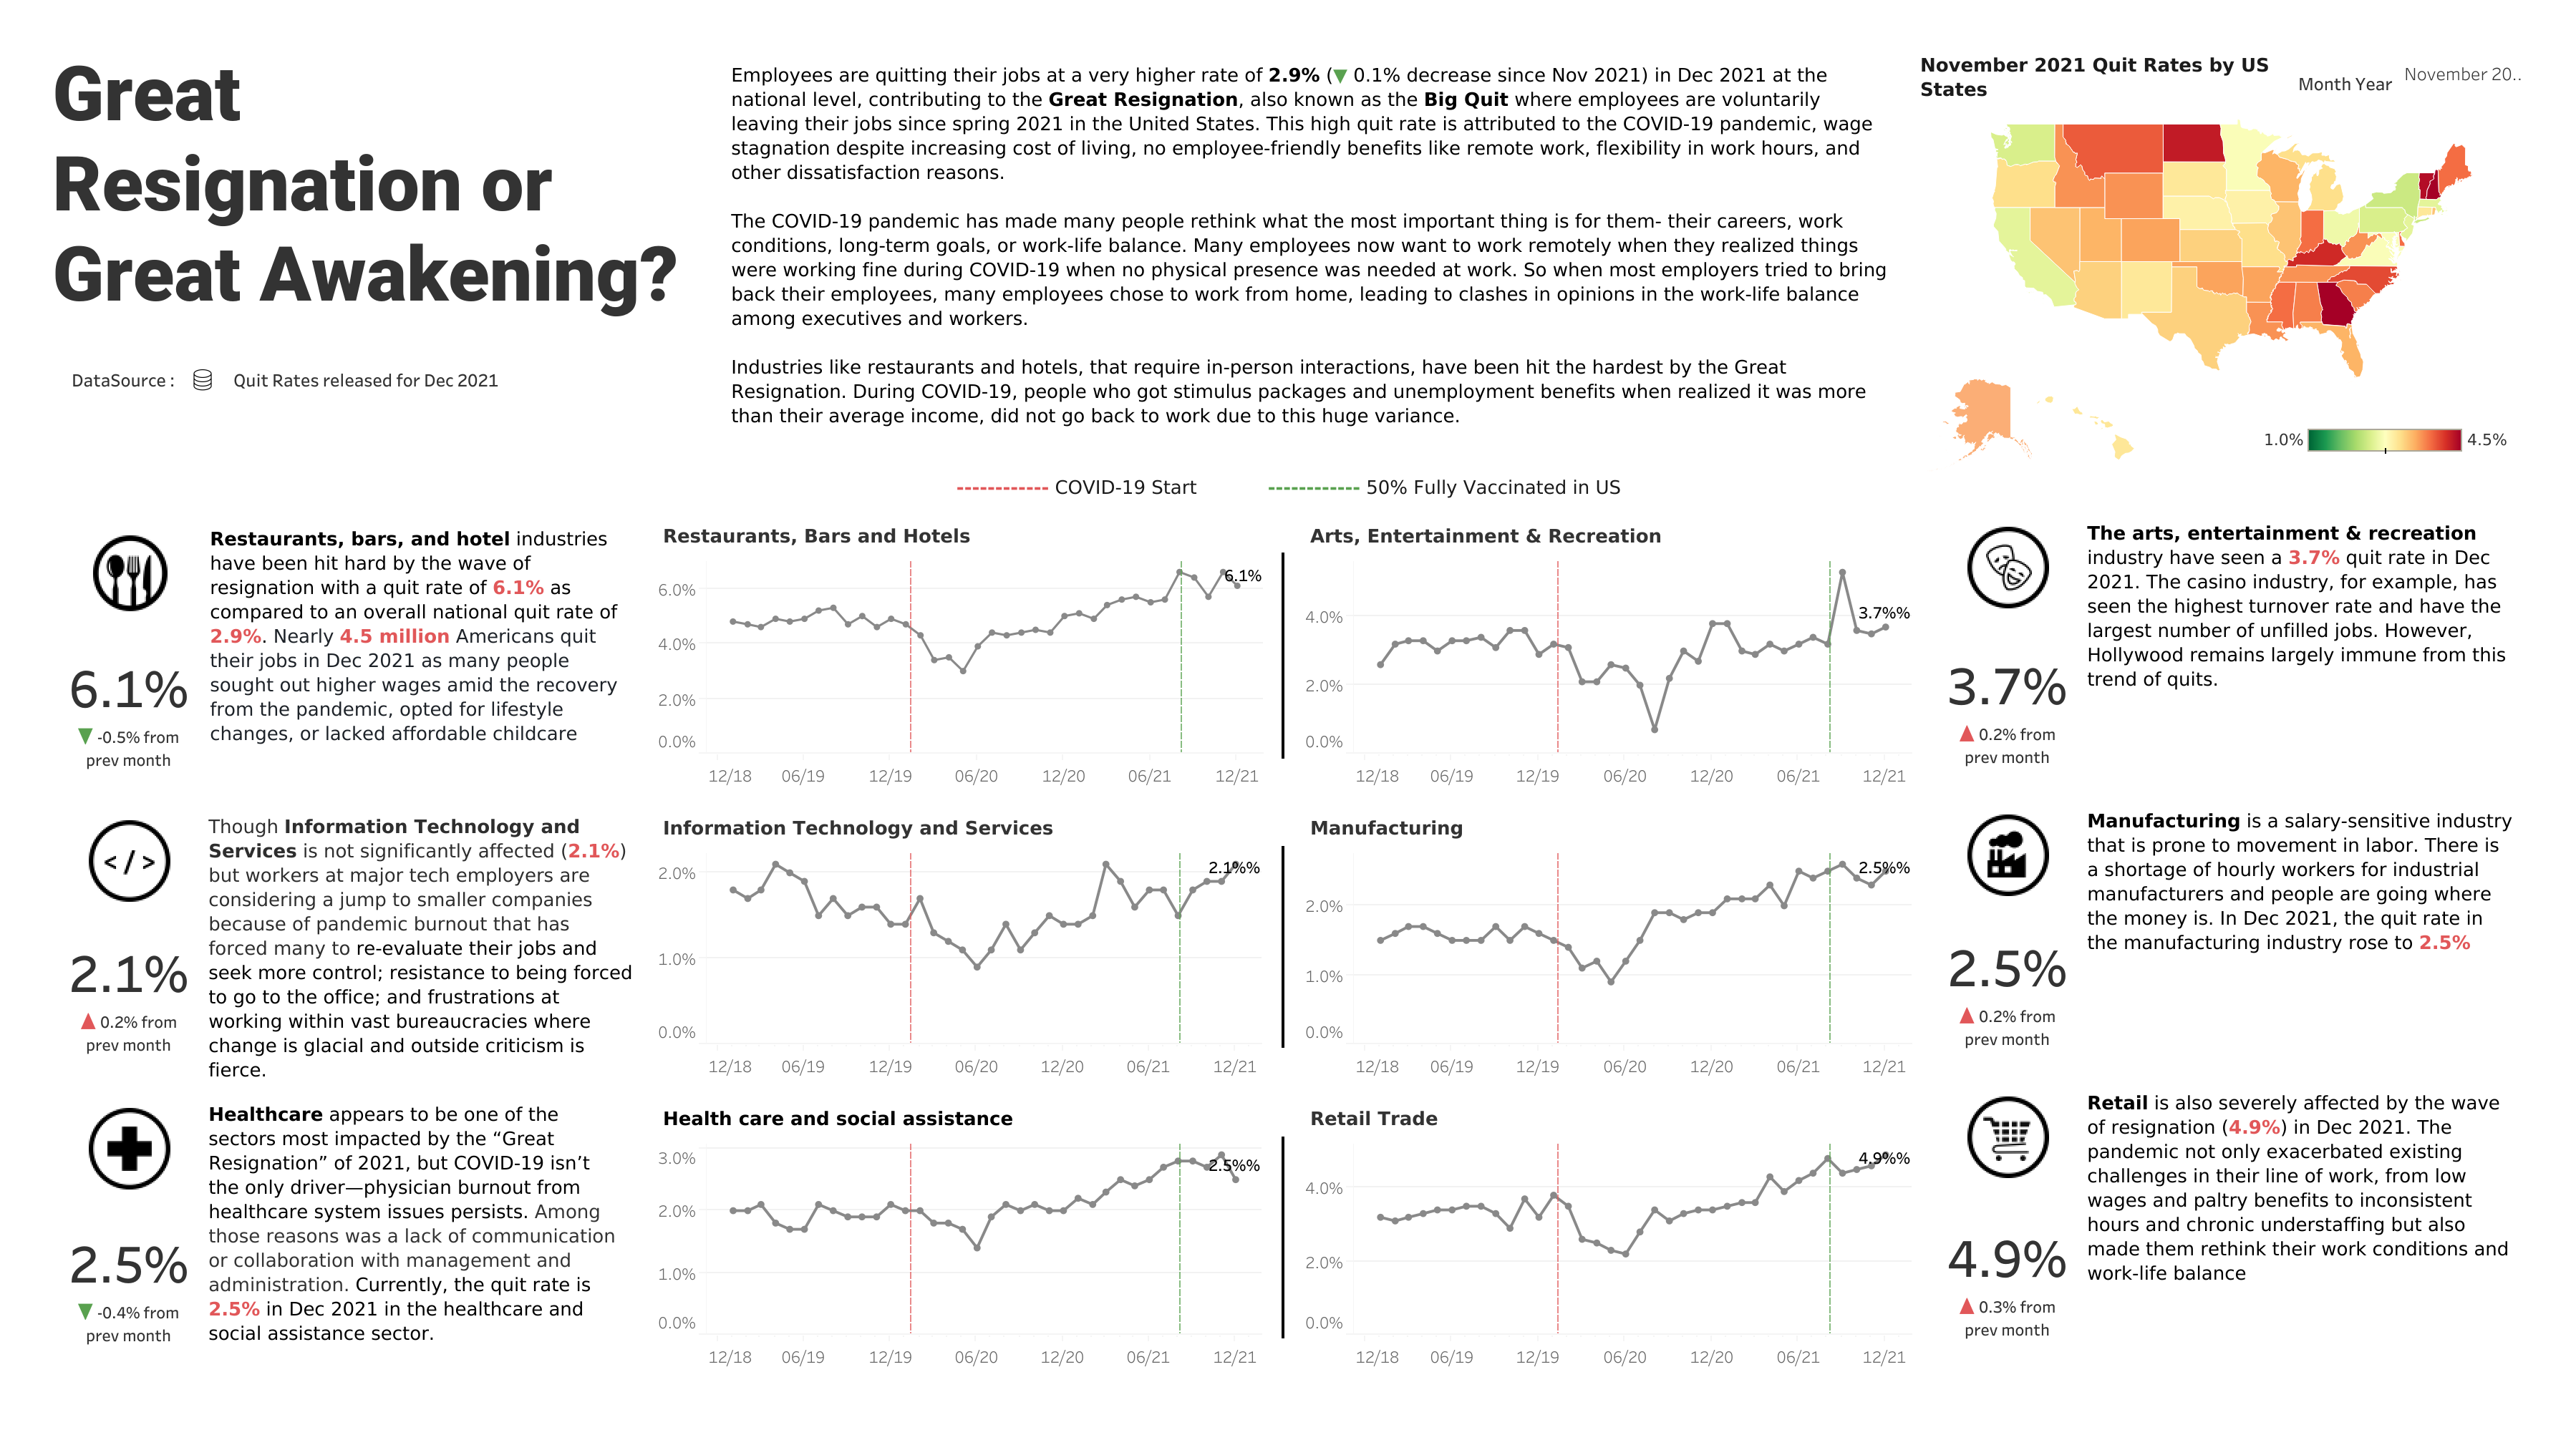 Great
Resignation or
Great Awakening?
DataSource :
Quit Rates released for Dec 2021
Employees are quitting their jobs at a very higher rate of 2.9% (▼ 0.1% decrease since Nov 2021) in Dec 2021 at the
national level, contributing to the Great Resignation, also known as the Big Quit where employees are voluntarily
leaving their jobs since spring 2021 in the United States. This high quit rate is attributed to the COVID-19 pandemic, wage
stagnation despite increasing cost of living, no employee-friendly benefits like remote work, flexibility in work hours, and
other dissatisfaction reasons.
The COVID-19 pandemic has made many people rethink what the most important thing is for them- their careers, work
conditions, long-term goals, or work-life balance. Many employees now want to work remotely when they realized things
were working fine during COVID-19 when no physical presence was needed at work. So when most employers tried to bring
back their employees, many employees chose to work from home, leading to clashes in opinions in the work-life balance
among executives and workers.
Industries like restaurants and hotels, that require in-person interactions, have been hit the hardest by the Great
Resignation. During COVID-19, people who got stimulus packages and unemployment benefits when realized it was more
than their average income, did not go back to work due to this huge variance.
November 2021 Quit Rates by US
States
Month Year
November 20..
1.0%
4.5%
COVID-19 Start
50% Fully Vaccinated in US
6.1%
▼ -0.5% from
prev month
Restaurants, bars, and hotel industries
have been hit hard by the wave of
resignation with a quit rate of 6.1% as
compared to an overall national quit rate of
2.9%. Nearly 4.5 million Americans quit
their jobs in Dec 2021 as many people
sought out higher wages amid the recovery
from the pandemic, opted for lifestyle
changes, or lacked affordable childcare
Restaurants, Bars and Hotels
6.0%
4.0%
2.0%
0.0%
6.1%
12/18 06/19 12/19 06/20 12/20 06/21 12/21
Arts, Entertainment & Recreation
4.0%
2.0%
0.0%
3.7%%
12/18 06/19 12/19 06/20 12/20 06/21 12/21
3.7%
▲ 0.2% from
prev month
The arts, entertainment & recreation
industry have seen a 3.7% quit rate in Dec
2021. The casino industry, for example, has
seen the highest turnover rate and have the
largest number of unfilled jobs. However,
Hollywood remains largely immune from this
trend of quits.
</>
2.1%
▲ 0.2% from
prev month
Though Information Technology and
Services is not significantly affected (2.1%)
but workers at major tech employers are
considering a jump to smaller companies
because of pandemic burnout that has
forced many to re-evaluate their jobs and
seek more control; resistance to being forced
to go to the office; and frustrations at
working within vast bureaucracies where
change is glacial and outside criticism is
fierce.
Information Technology and Services
2.0%
1.0%
0.0%
2.1%%
12/18 06/19 12/19 06/20 12/20 06/21 12/21
Manufacturing
2.0%
1.0%
0.0%
2.5%%
12/18 06/19 12/19 06/20 12/20 06/21 12/21
2.5%
▲ 0.2% from
prev month
Manufacturing is a salary-sensitive industry
that is prone to movement in labor. There is
a shortage of hourly workers for industrial
manufacturers and people are going where
the money is. In Dec 2021, the quit rate in
the manufacturing industry rose to 2.5%
2.5%
▼ -0.4% from
prev month
Healthcare appears to be one of the
sectors most impacted by the “Great
Resignation” of 2021, but COVID-19 isn’t
the only driver—physician burnout from
healthcare system issues persists. Among
those reasons was a lack of communication
or collaboration with management and
administration. Currently, the quit rate is
2.5% in Dec 2021 in the healthcare and
social assistance sector.
Health care and social assistance
3.0%
2.0%
1.0%
0.0%
2.5%%
12/18 06/19 12/19 06/20 12/20 06/21 12/21
Retail Trade
4.0%
2.0%
0.0%
4.9%%
12/18 06/19 12/19 06/20 12/20 06/21 12/21
4.9%
▲ 0.3% from
prev month
Retail is also severely affected by the wave
of resignation (4.9%) in Dec 2021. The
pandemic not only exacerbated existing
challenges in their line of work, from low
wages and paltry benefits to inconsistent
hours and chronic understaffing but also
made them rethink their work conditions and
work-life balance